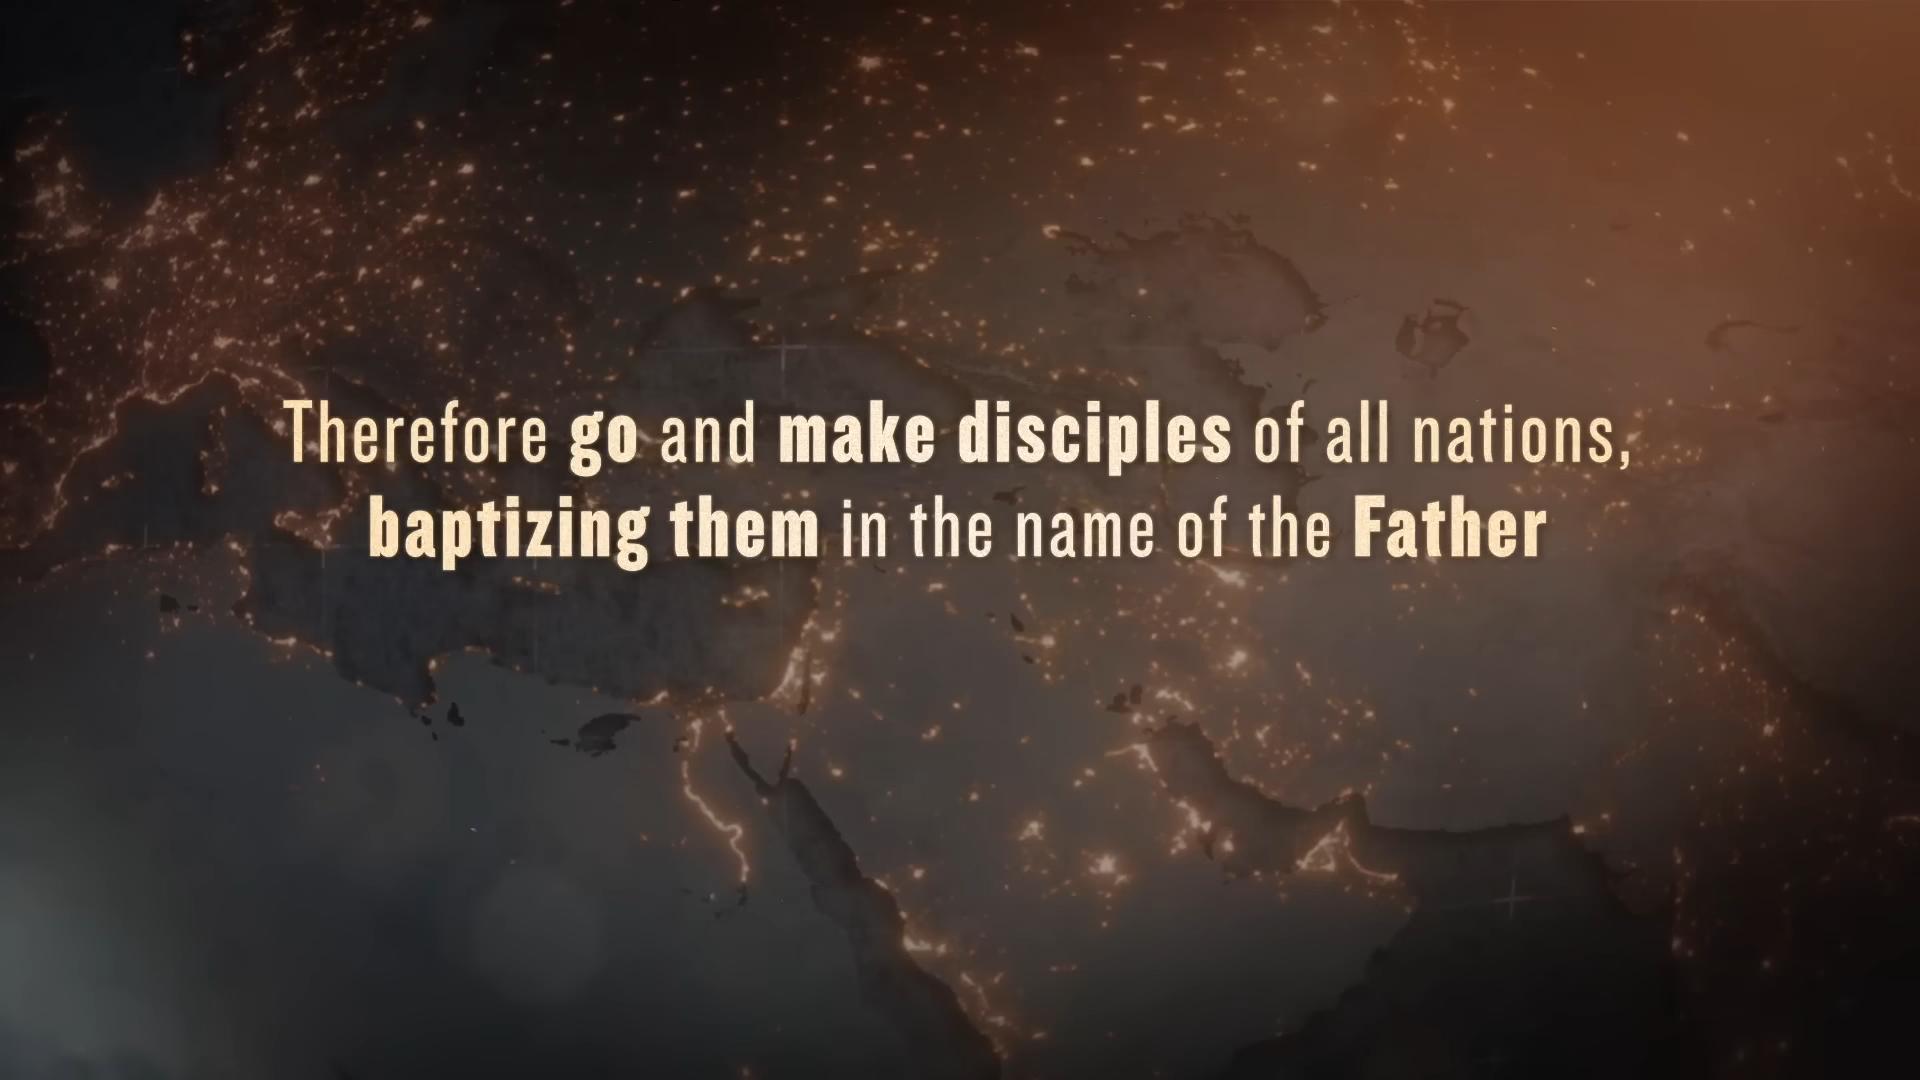 Therefore go and make disciples of all nations,
baptizing them in the name of the Father